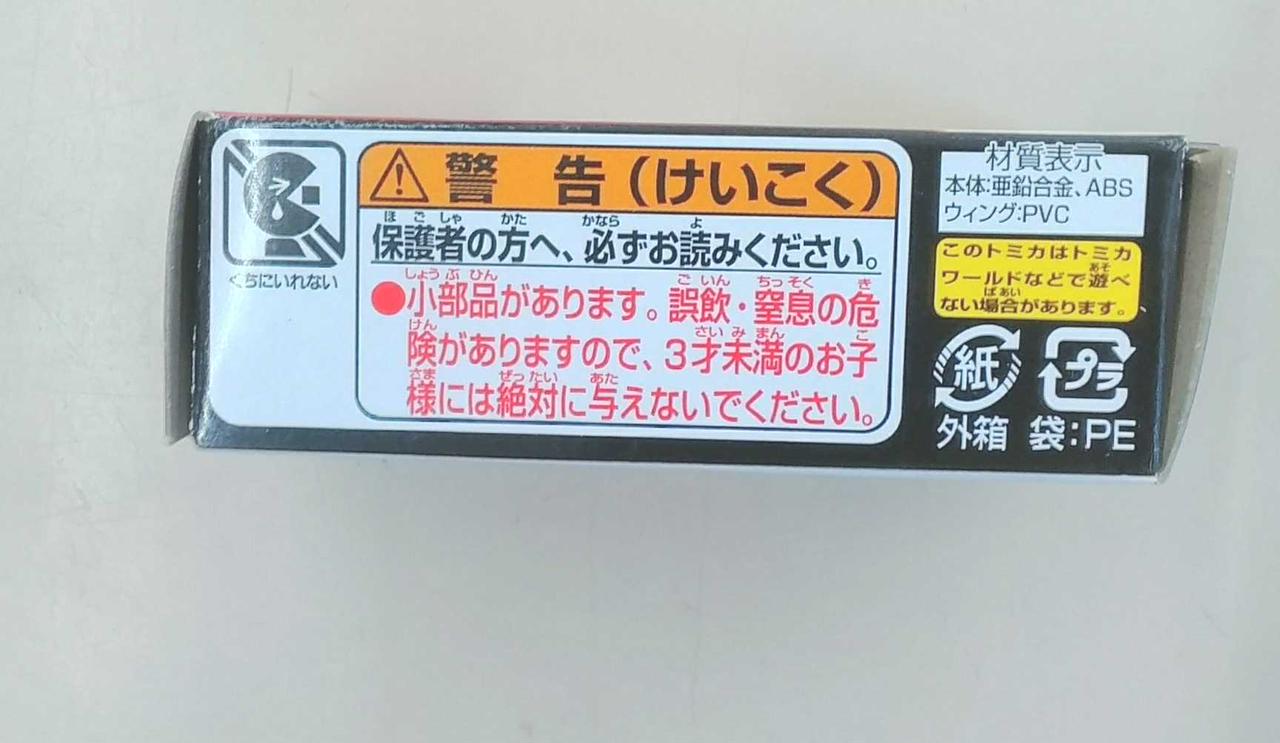 くちにいれない
警 告(けいこく)
ほごしゃ かた かなら よ
保護者の方へ、必ずお読みください。
しょうぶひん ごいん ちっそく き
●小部品があります。誤飲・窒息の危
けん さいみまん こ
険がありますので、3才未満のお子
さま ぜったい あた
様には絶対に与えないでください。
材質表示
本体:亜鉛合金、ABS
ウィング:PVC
このトミカはトミカ
あそ
ワールドなどで遊べ
ばあい
ない場合があります。
紙
外箱
プラ
袋:PE